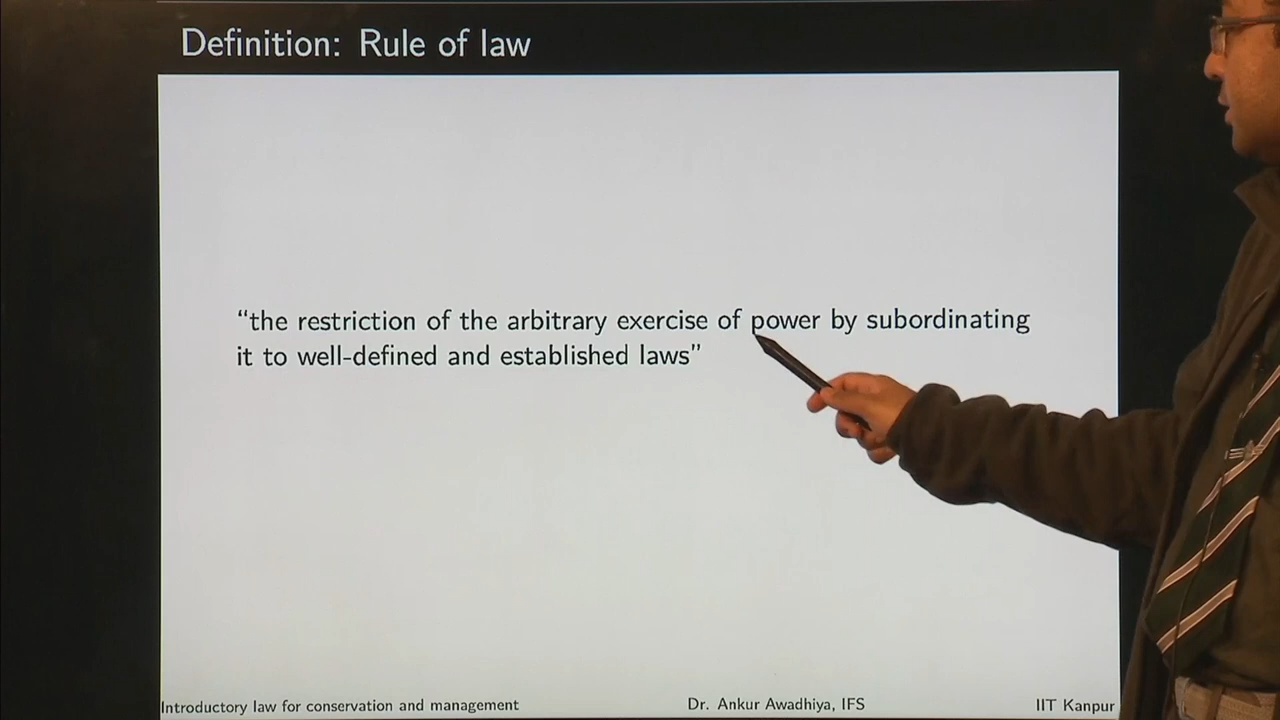 Definition: Rule of law
“the restriction of the arbitrary exercise of power by subordinating
it to well-defined and established laws”
Introductory law for conservation and management Dr. Ankur Awadhiya, IFS IIT Kanpur